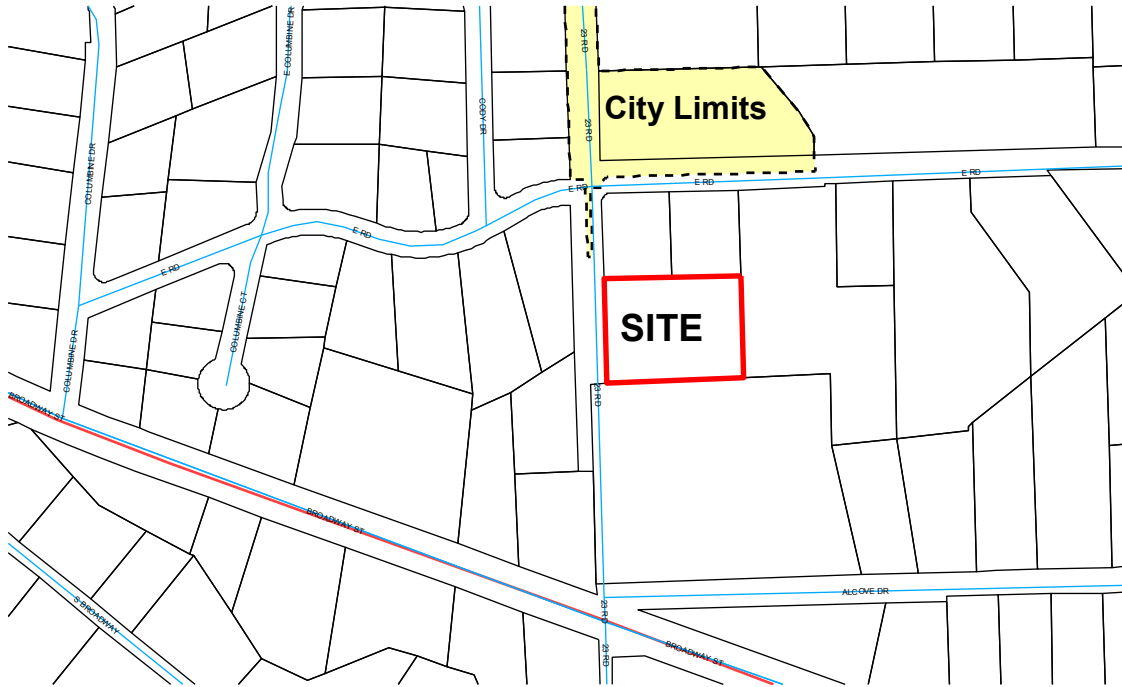 E COLUMBINE DR
23 RD
City Limits
CODY DR
23 RD
COLUMBINE DR
E RD
E RD
E RD
E RD
E RD
COLUMBINE CT
SITE
COLUMBINE DR
23 RD
BROADWAY ST
BROADWAY ST
ALCOVE DR
S BROADWAY
23 RD
BROADWAY ST
23 RD